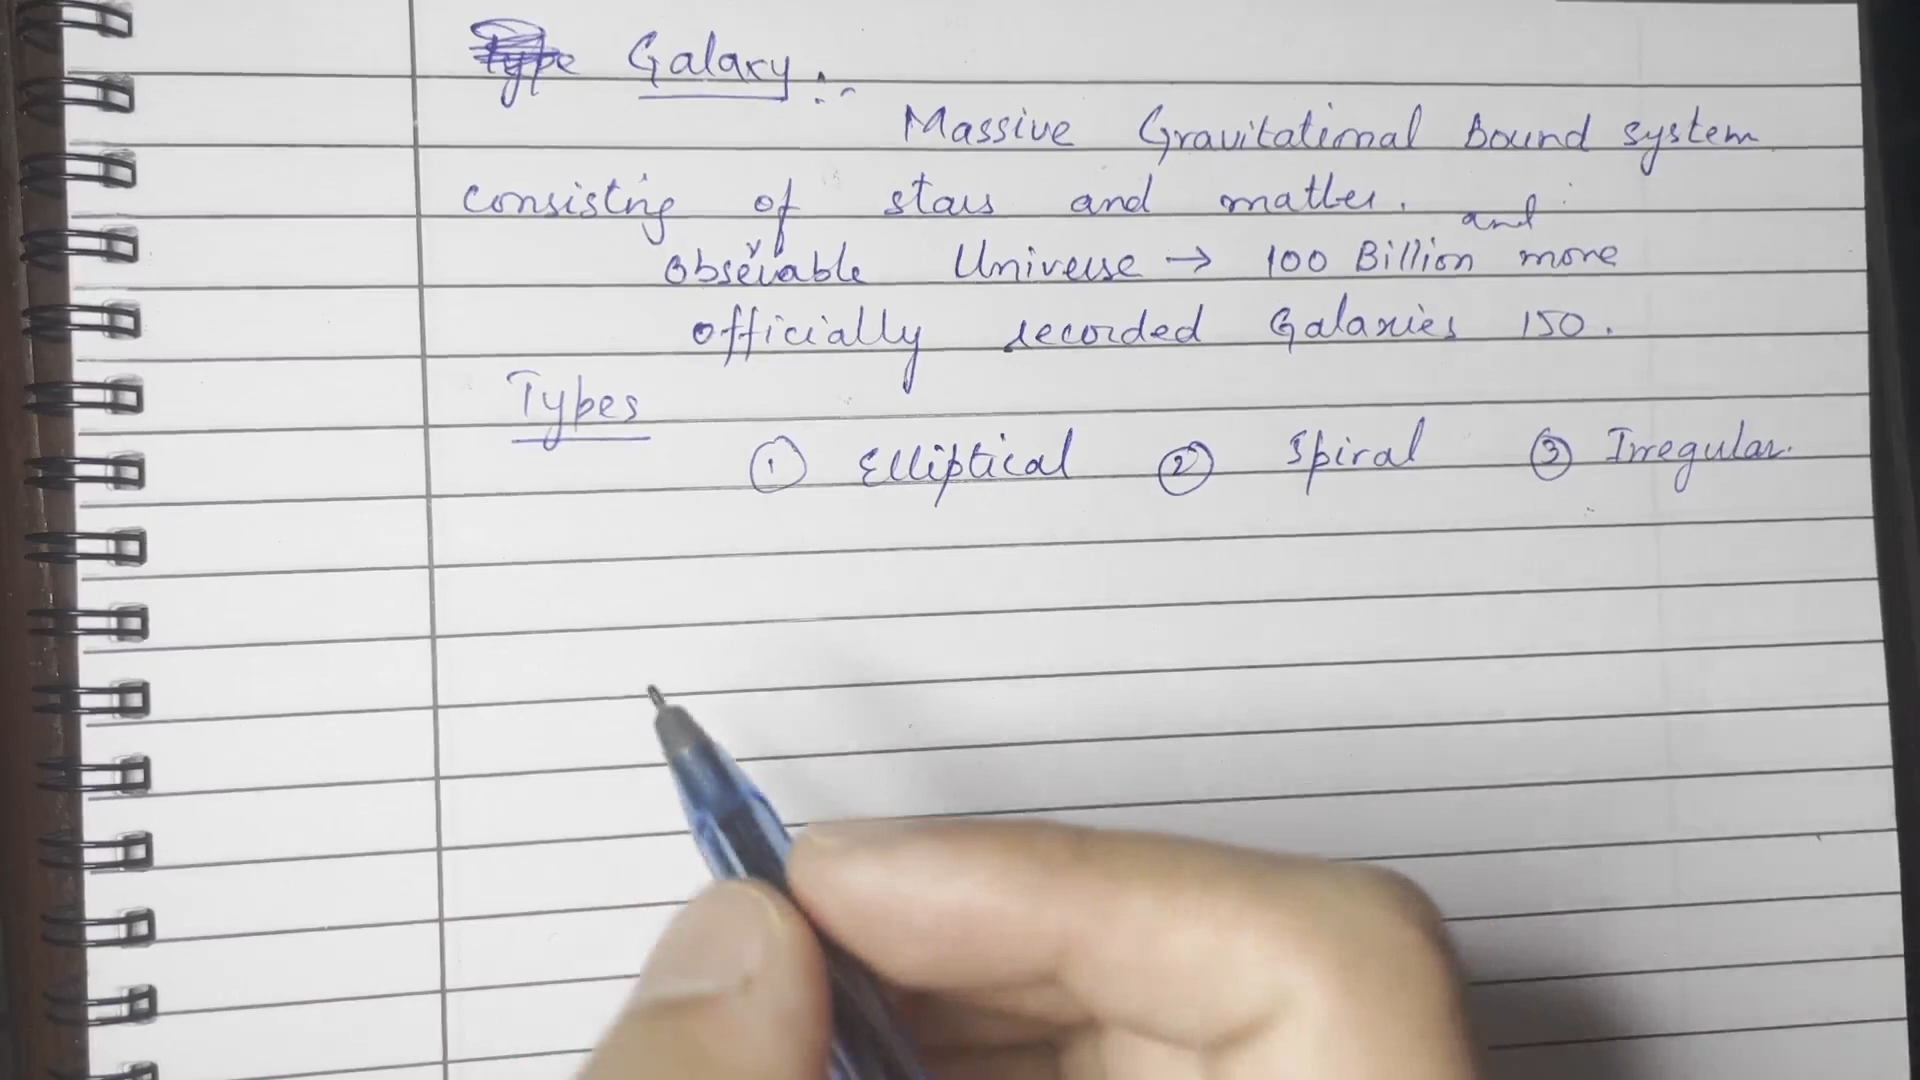 Galaxy :-
Massive Gravitational Bound system
consisting of stars and matter.
Observable Universe → 100 Billion and more
officially recorded Galaxies 150.
Types
① Elliptical ② Spiral ③ Irregular.